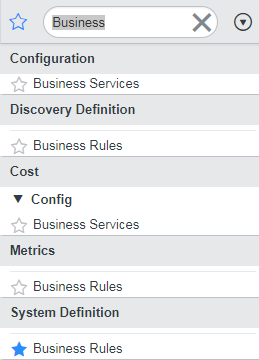 Business
Configuration
Business Services
Discovery Definition
Business Rules
Cost
Config
Business Services
Metrics
Business Rules
System Definition
Business Rules